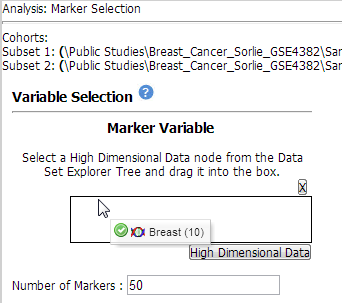 Analysis: Marker Selection
Cohorts:
Subset 1: (\Public Studies\Breast_Cancer_Sorlie_GSE4382\Sar
Subset 2: (\Public Studies\Breast_Cancer_Sorlie_GSE4382\Sar
Variable Selection ?
Marker Variable
Select a High Dimensional Data node from the Data
Set Explorer Tree and drag it into the box.
X
Breast (10)
High Dimensional Data
Number of Markers : 50